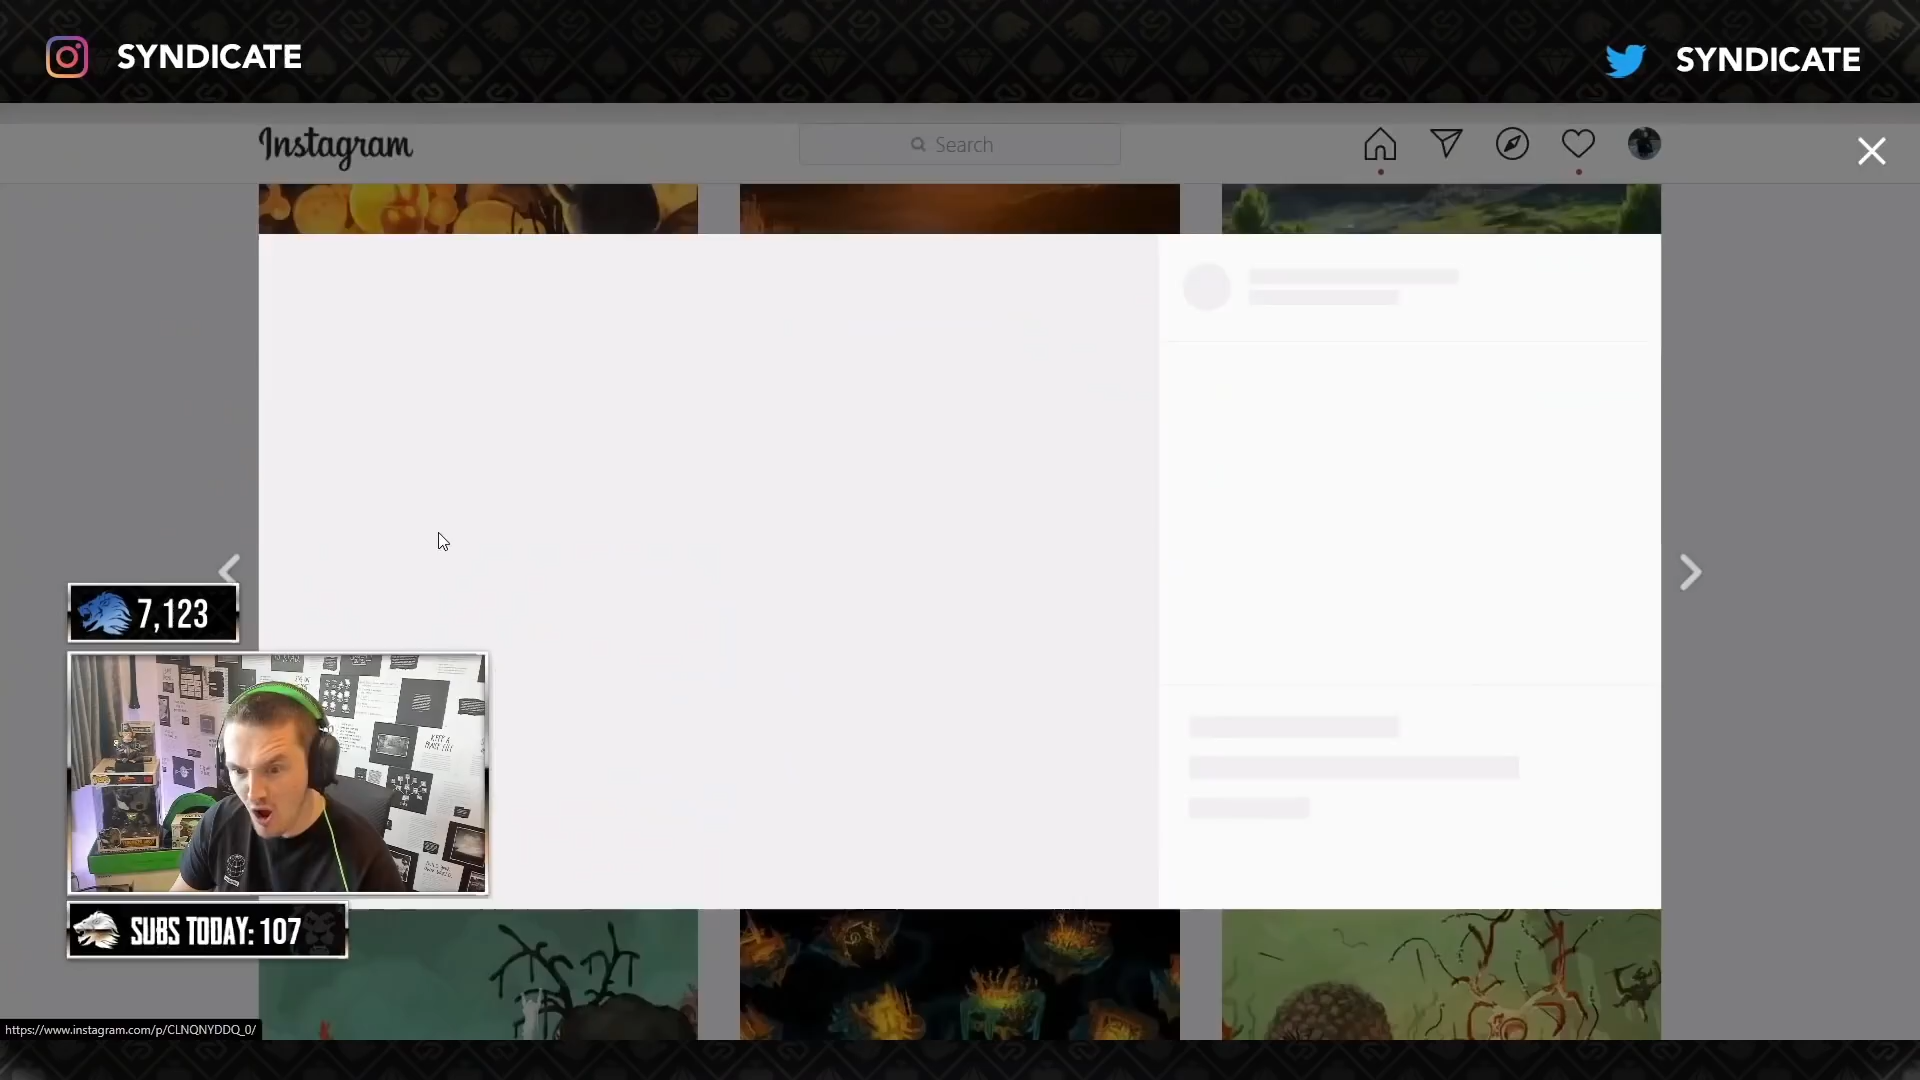 SYNDICATE
SYNDICATE
Instagram
Search
7,123
SUBS TODAY: 107
https://www.instagram.com/p/CLNQNYDDQ_0/